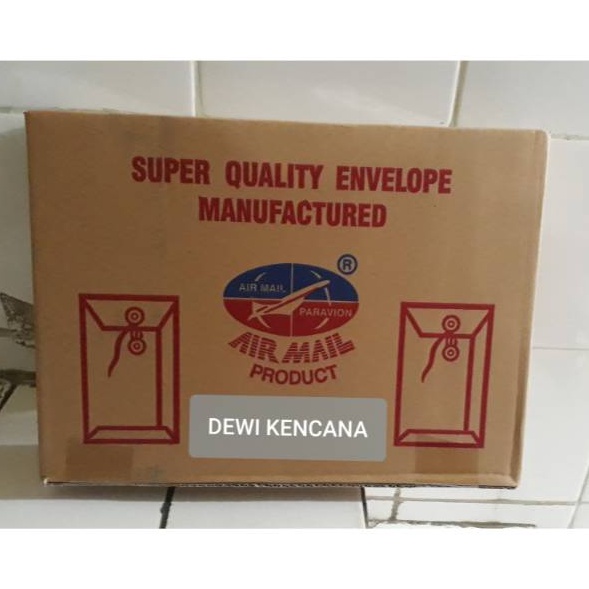 SUPER QUALITY ENVELOPE
MANUFACTURED
®
AIR MAIL
PARAVION
AIR MAIL
PRODUCT
DEWI KENCANA